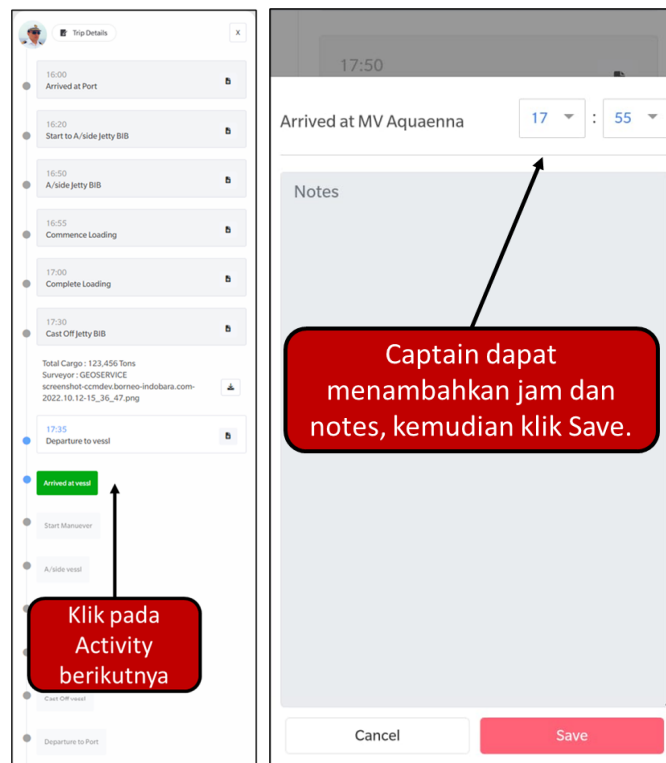 Trip Details
X
16:00
Arrived at Port
16:20
Start to A/side Jetty BIB
16:50
A/side Jetty BIB
16:55
Commence Loading
17:00
Complete Loading
17:30
Cast Off Jetty BIB
Total Cargo : 123,456 Tons
Surveyor : GEOSERVICE
screenshot-ccmdev.borneo-indobara.com-
2022.10.12-15_36_47.png
17:35
Departure to vessl
Arrived at vessl
Start Manuever
A/side vessl
Klik pada
Activity
berikutnya
Cast Off vessl
Departure to Port
17:50
Arrived at MV Aquaenna
17 : 55
Notes
Captain dapat
menambahkan jam dan
notes, kemudian klik Save.
Cancel
Save